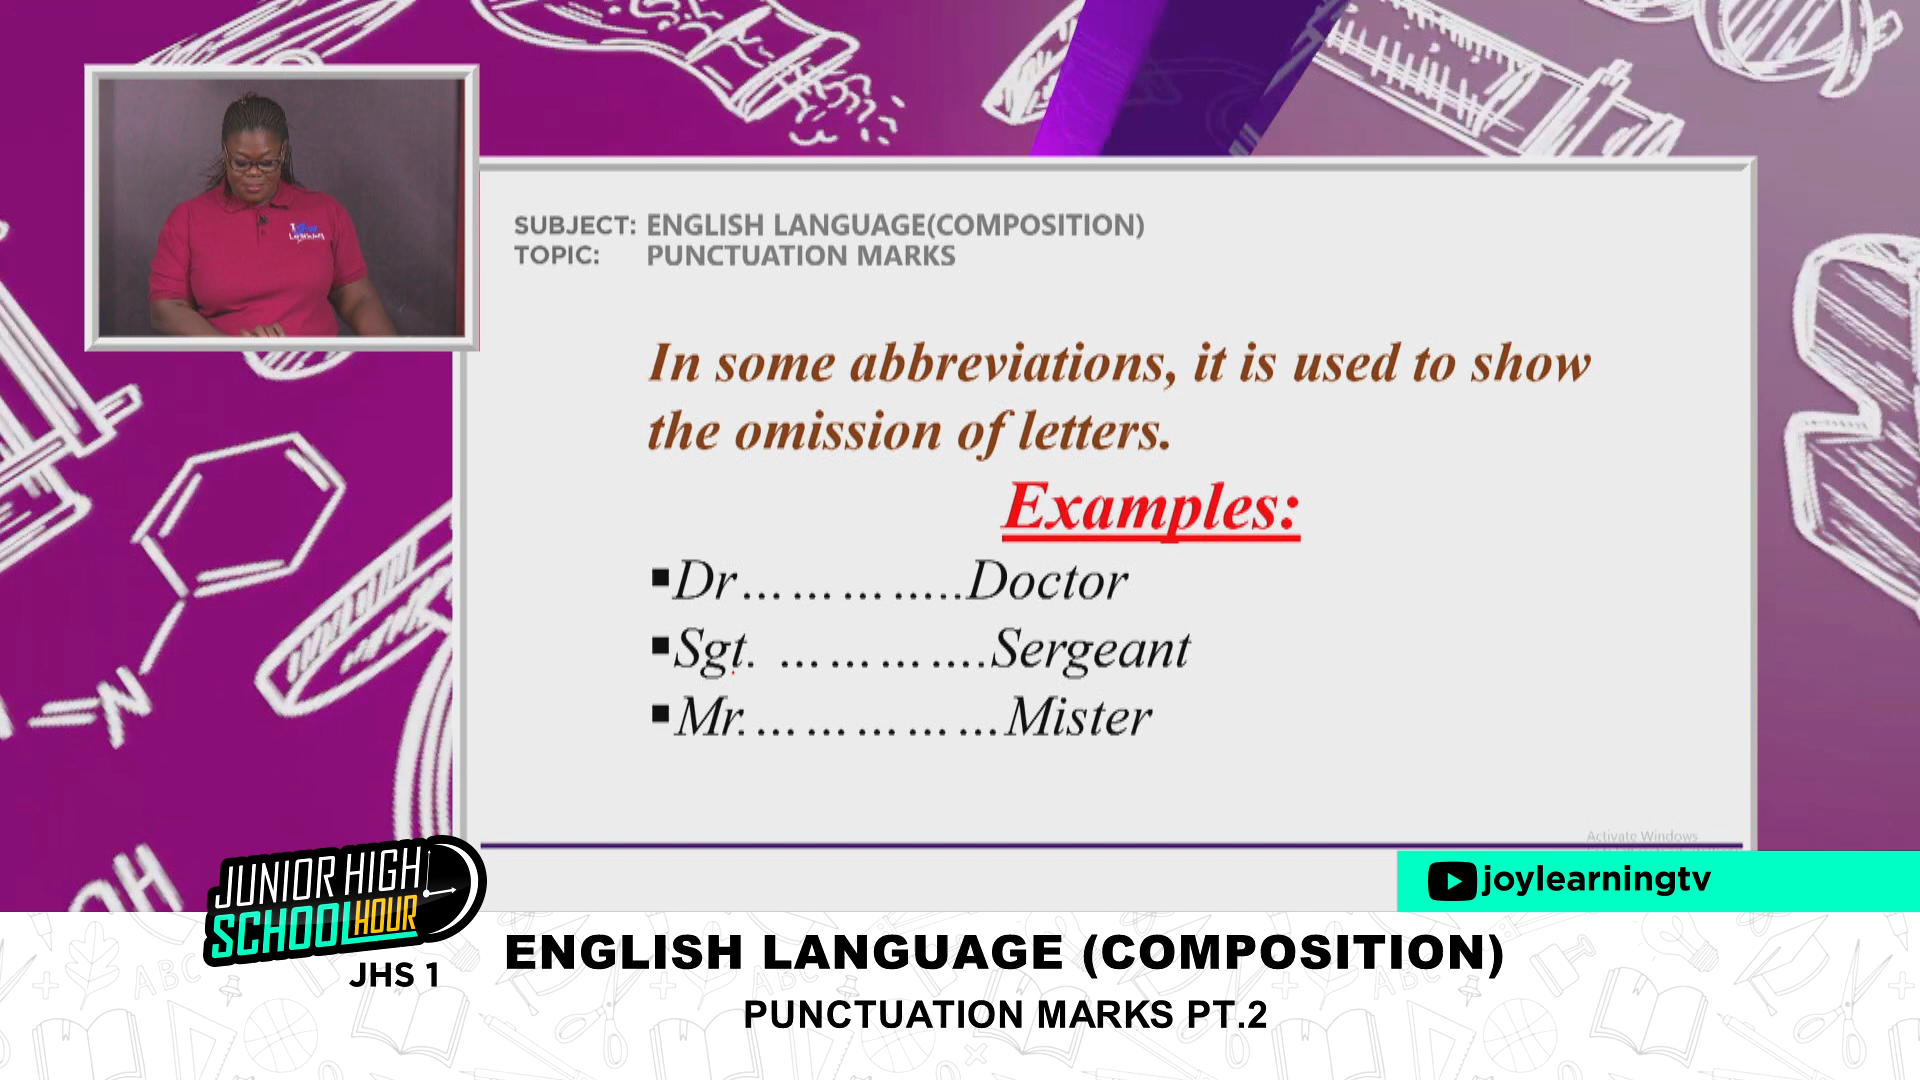 SUBJECT: ENGLISH LANGUAGE(COMPOSITION)
TOPIC: PUNCTUATION MARKS
In some abbreviations, it is used to show
the omission of letters.
Examples:
▪Dr…………..Doctor
▪Sgt. ………….Sergeant
▪Mr.……………Mister
Activate Windows
joylearningtv
JUNIOR HIGH
SCHOOL HOUR
JHS 1
ENGLISH LANGUAGE (COMPOSITION)
PUNCTUATION MARKS PT.2